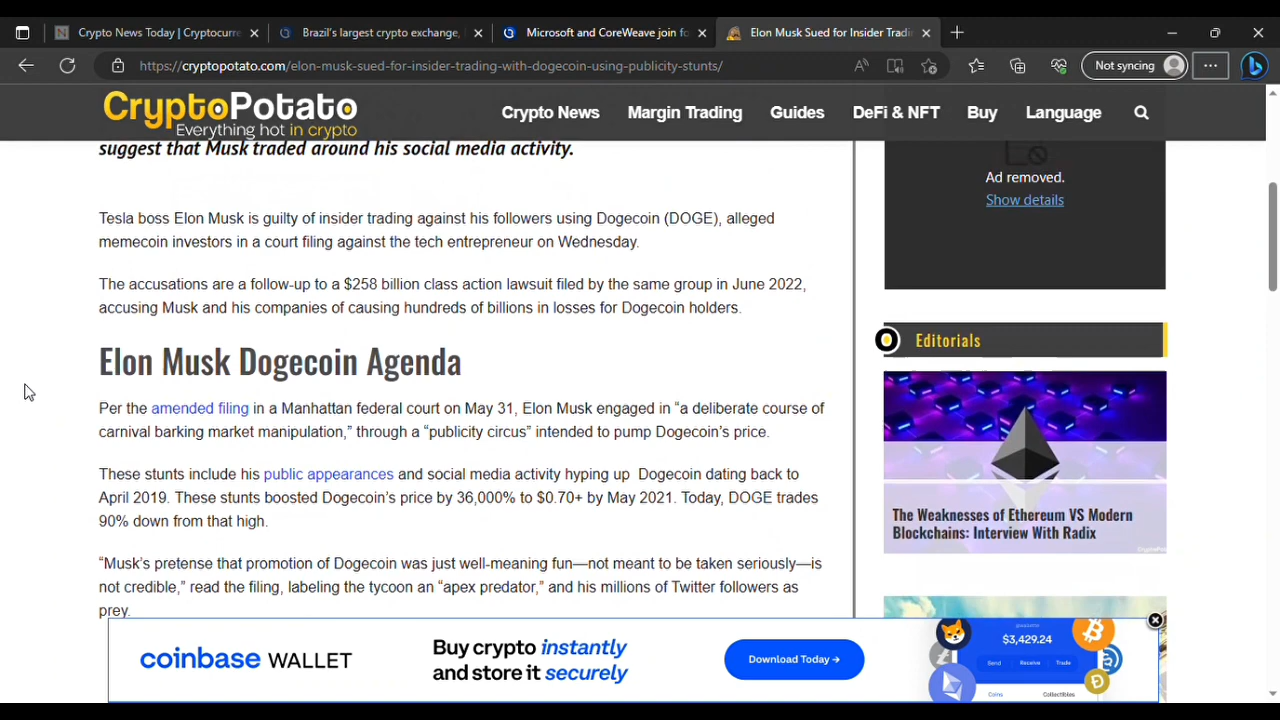 Crypto News Today | Cryptocurre
Brazil's largest crypto exchange,
Microsoft and CoreWeave join fo
Elon Musk Sued for Insider Tradi
https://cryptopotato.com/elon-musk-sued-for-insider-trading-with-dogecoin-using-publicity-stunts/
Not syncing
CryptoPotato
Everything hot in crypto
Crypto News
Margin Trading
Guides
DeFi & NFT
Buy
Language
suggest that Musk traded around his social media activity.
Tesla boss Elon Musk is guilty of insider trading against his followers using Dogecoin (DOGE), alleged
memecoin investors in a court filing against the tech entrepreneur on Wednesday.
The accusations are a follow-up to a $258 billion class action lawsuit filed by the same group in June 2022,
accusing Musk and his companies of causing hundreds of billions in losses for Dogecoin holders.
Elon Musk Dogecoin Agenda
Per the amended filing in a Manhattan federal court on May 31, Elon Musk engaged in “a deliberate course of
carnival barking market manipulation,” through a “publicity circus” intended to pump Dogecoin’s price.
These stunts include his public appearances and social media activity hyping up Dogecoin dating back to
April 2019. These stunts boosted Dogecoin’s price by 36,000% to $0.70+ by May 2021. Today, DOGE trades
90% down from that high.
“Musk’s pretense that promotion of Dogecoin was just well-meaning fun—not meant to be taken seriously—is
not credible,” read the filing, labeling the tycoon an “apex predator,” and his millions of Twitter followers as
prey.
Ad removed.
Show details
Editorials
The Weaknesses of Ethereum VS Modern
Blockchains: Interview With Radix
coinbase WALLET
Buy crypto instantly
and store it securely
Download Today →
$3,429.24
Send
Receive
Trade
Coins
Collectibles